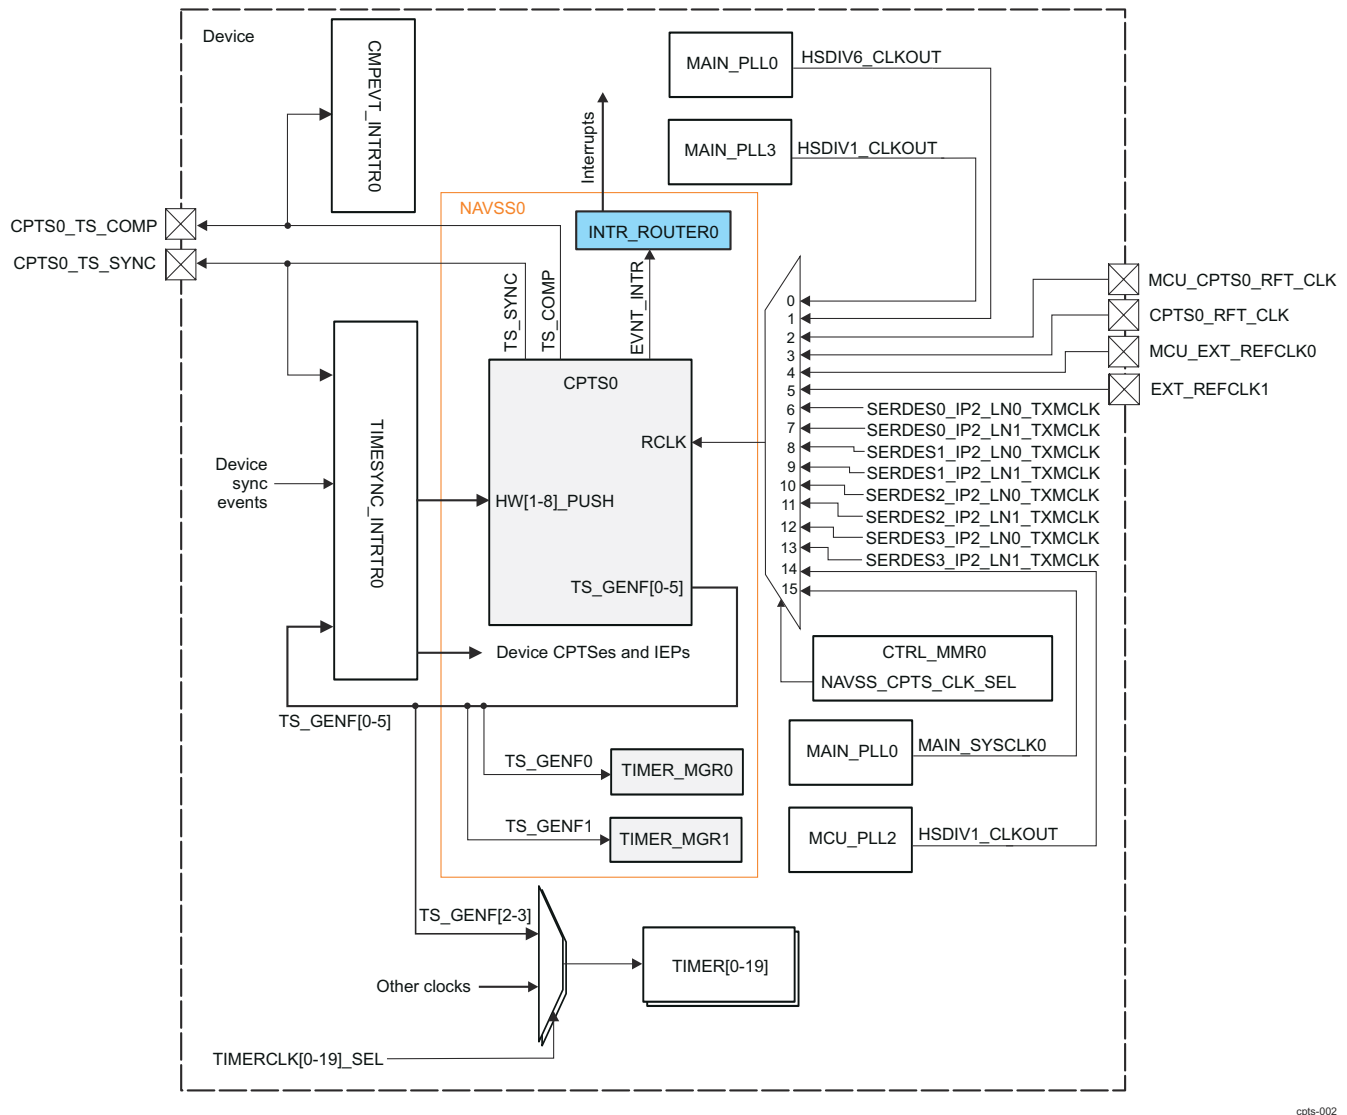 Device
CMPEVT_INTRTR0
MAIN_PLL0
HSDIV6_CLKOUT
MAIN_PLL3
HSDIV1_CLKOUT
Interrupts
NAVSS0
INTR_ROUTER0
CPTS0_TS_COMP
CPTS0_TS_SYNC
TS_SYNC
TS_COMP
EVNT_INTR
MCU_CPTS0_RFT_CLK
CPTS0_RFT_CLK
MCU_EXT_REFCLK0
EXT_REFCLK1
0
1
2
3
4
5
6
7
8
9
10
11
12
13
14
15
SERDES0_IP2_LN0_TXMCLK
SERDES0_IP2_LN1_TXMCLK
SERDES1_IP2_LN0_TXMCLK
SERDES1_IP2_LN1_TXMCLK
SERDES2_IP2_LN0_TXMCLK
SERDES2_IP2_LN1_TXMCLK
SERDES3_IP2_LN0_TXMCLK
SERDES3_IP2_LN1_TXMCLK
CPTS0
RCLK
HW[1-8]_PUSH
TS_GENF[0-5]
TIMESYNC_INTRTR0
Device
sync
events
Device CPTSes and IEPs
TS_GENF[0-5]
CTRL_MMR0
NAVSS_CPTS_CLK_SEL
MAIN_PLL0
MAIN_SYSCLK0
MCU_PLL2
HSDIV1_CLKOUT
TS_GENF0
TIMER_MGR0
TS_GENF1
TIMER_MGR1
TS_GENF[2-3]
Other clocks
TIMER[0-19]
TIMERCLK[0-19]_SEL
cpts-002